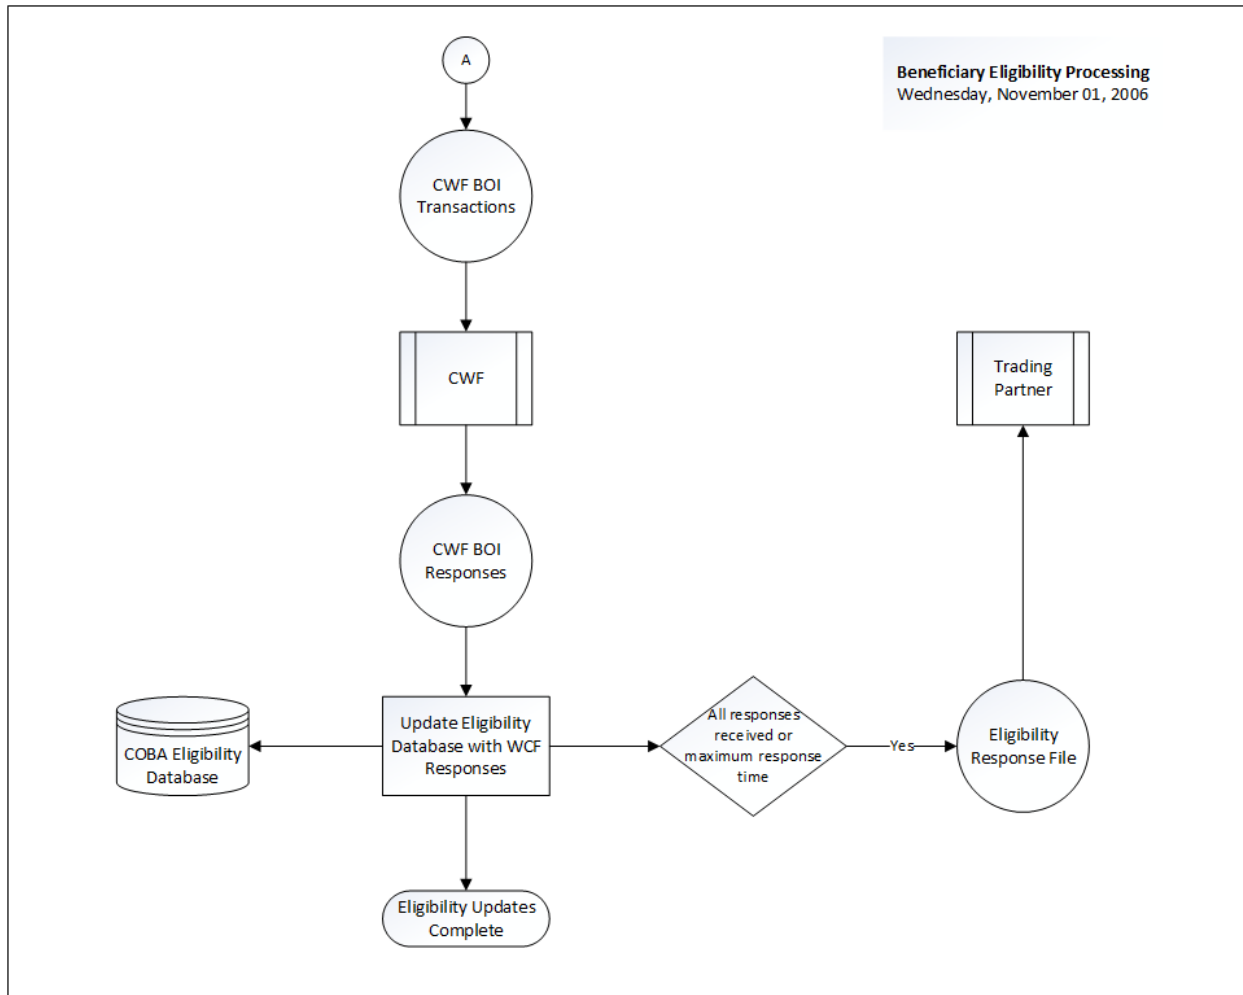 A
Beneficiary Eligibility Processing
Wednesday, November 01, 2006
CWF BOI
Transactions
CWF
Trading
Partner
CWF BOI
Responses
COBA Eligibility
Database
Update Eligibility
Database with WCF
Responses
All responses
received or
maximum response
time
Yes
Eligibility
Response File
Eligibility Updates
Complete